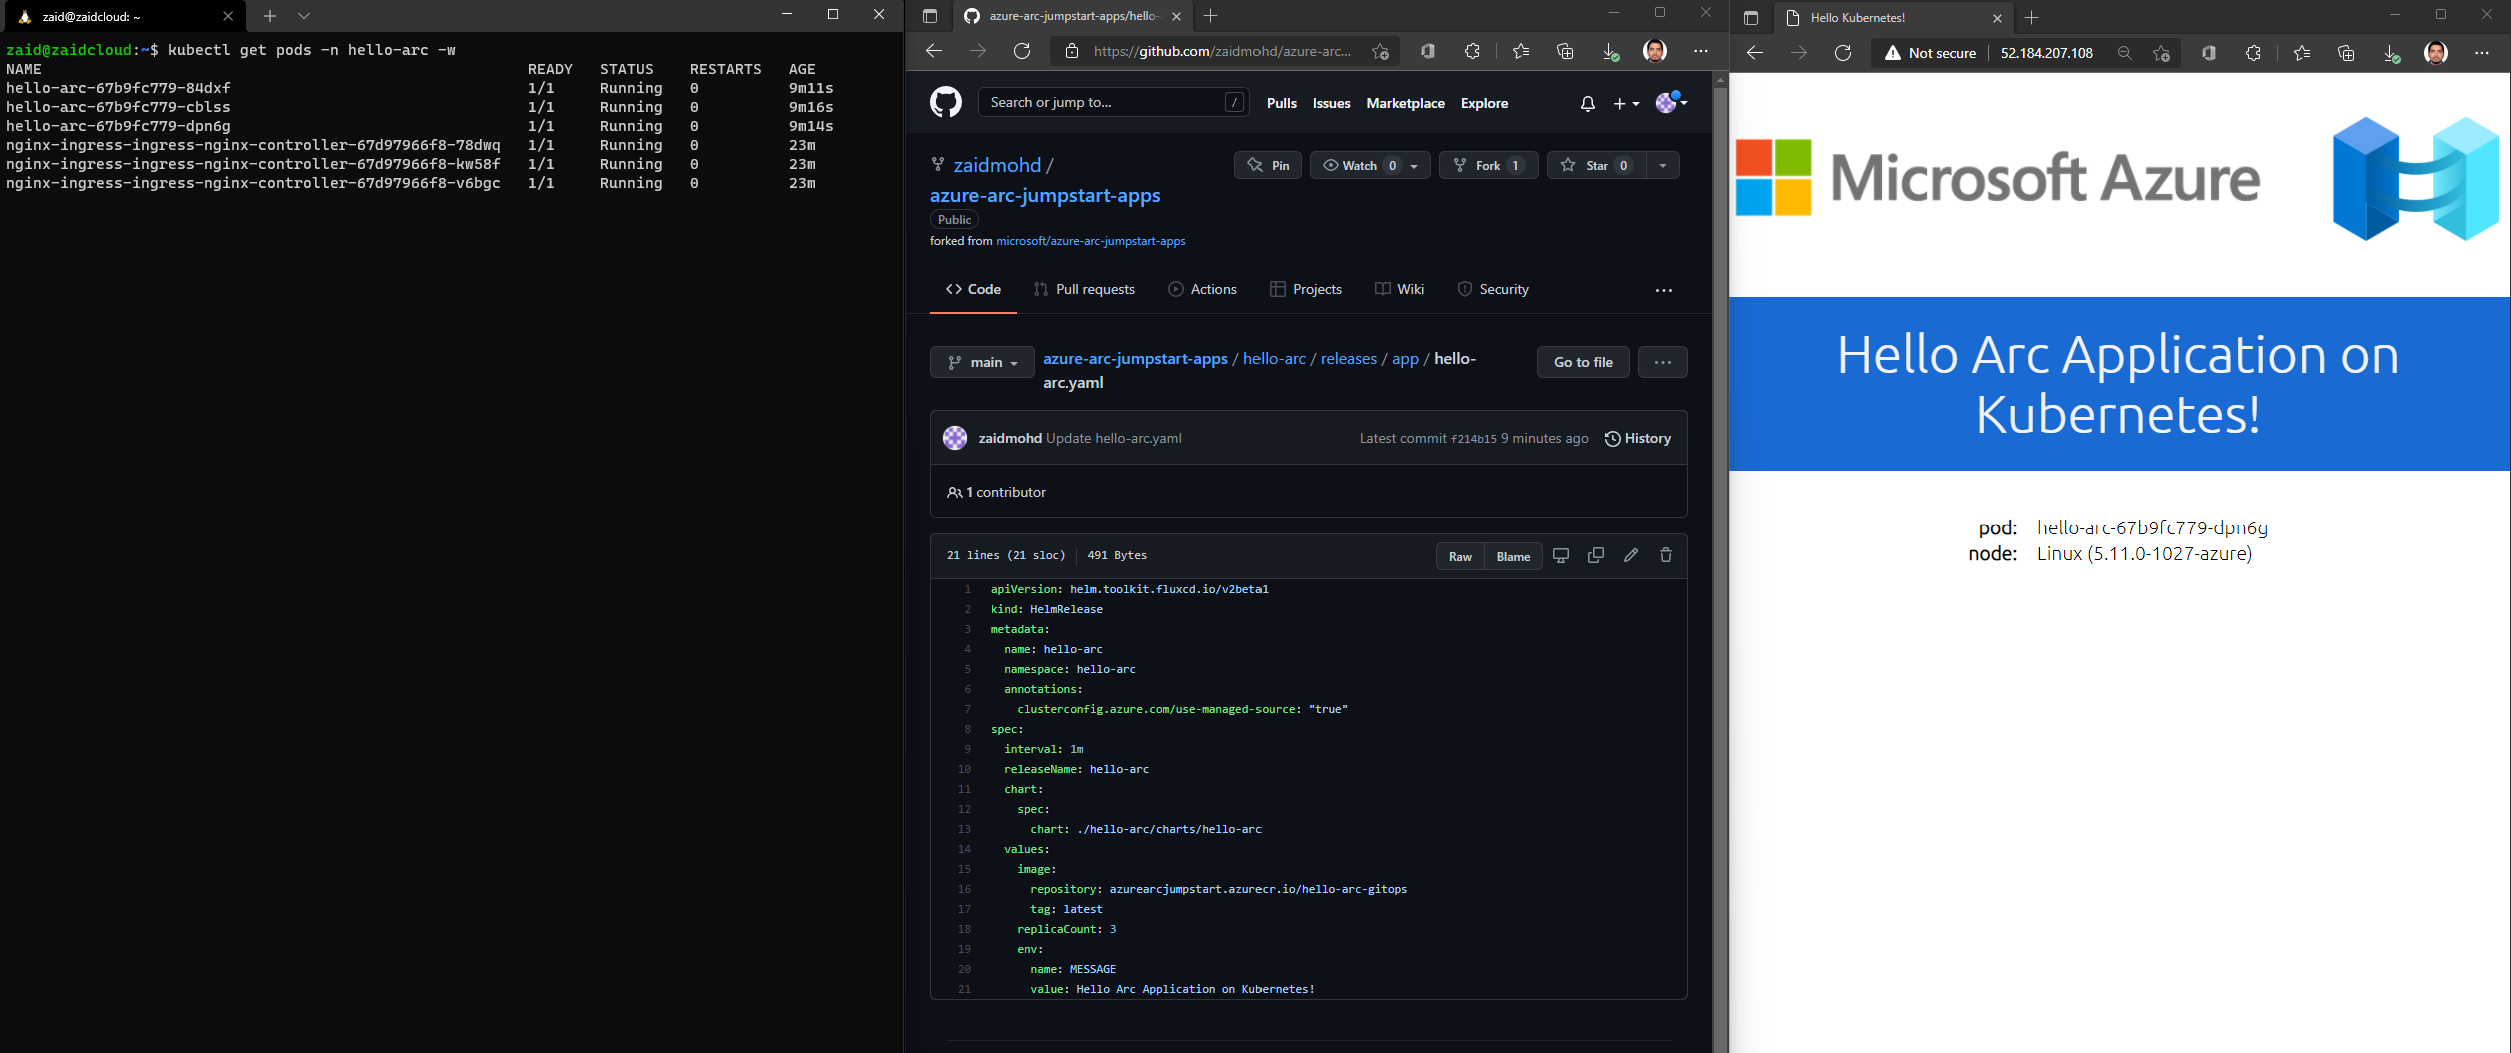 zaid@zaidcloud: ~
zaid@zaidcloud:~$ kubectl get pods -n hello-arc -w
NAME READY STATUS RESTARTS AGE
hello-arc-67b9fc779-84dxf 1/1 Running 0 9m11s
hello-arc-67b9fc779-cblss 1/1 Running 0 9m16s
hello-arc-67b9fc779-dpn6g 1/1 Running 0 9m14s
nginx-ingress-ingress-nginx-controller-67d97966f8-78dwq 1/1 Running 0 23m
nginx-ingress-ingress-nginx-controller-67d97966f8-kw58f 1/1 Running 0 23m
nginx-ingress-ingress-nginx-controller-67d97966f8-v6bgc 1/1 Running 0 23m
azure-arc-jumpstart-apps/hello-
https://github.com/zaidmohd/azure-arc...
Search or jump to... /
Pulls Issues Marketplace Explore
zaidmohd /
azure-arc-jumpstart-apps
Public
forked from microsoft/azure-arc-jumpstart-apps
Pin Watch 0 Fork 1 Star 0
Code Pull requests Actions Projects Wiki Security
main azure-arc-jumpstart-apps / hello-arc / releases / app / hello-
arc.yaml
Go to file
zaidmohd Update hello-arc.yaml Latest commit f214b15 9 minutes ago History
1 contributor
21 lines (21 sloc) 491 Bytes Raw Blame
1 apiVersion: helm.toolkit.fluxcd.io/v2beta1
2 kind: HelmRelease
3 metadata:
4 name: hello-arc
5 namespace: hello-arc
6 annotations:
7 clusterconfig.azure.com/use-managed-source: "true"
8 spec:
9 interval: 1m
10 releaseName: hello-arc
11 chart:
12 spec:
13 chart: ./hello-arc/charts/hello-arc
14 values:
15 image:
16 repository: azurearcjumpstart.azurecr.io/hello-arc-gitops
17 tag: latest
18 replicaCount: 3
19 env:
20 name: MESSAGE
21 value: Hello Arc Application on Kubernetes!
Hello Kubernetes!
Not secure 52.184.207.108
Microsoft Azure
Hello Arc Application on
Kubernetes!
pod: hello-arc-67b9fc779-dpn6g
node: Linux (5.11.0-1027-azure)